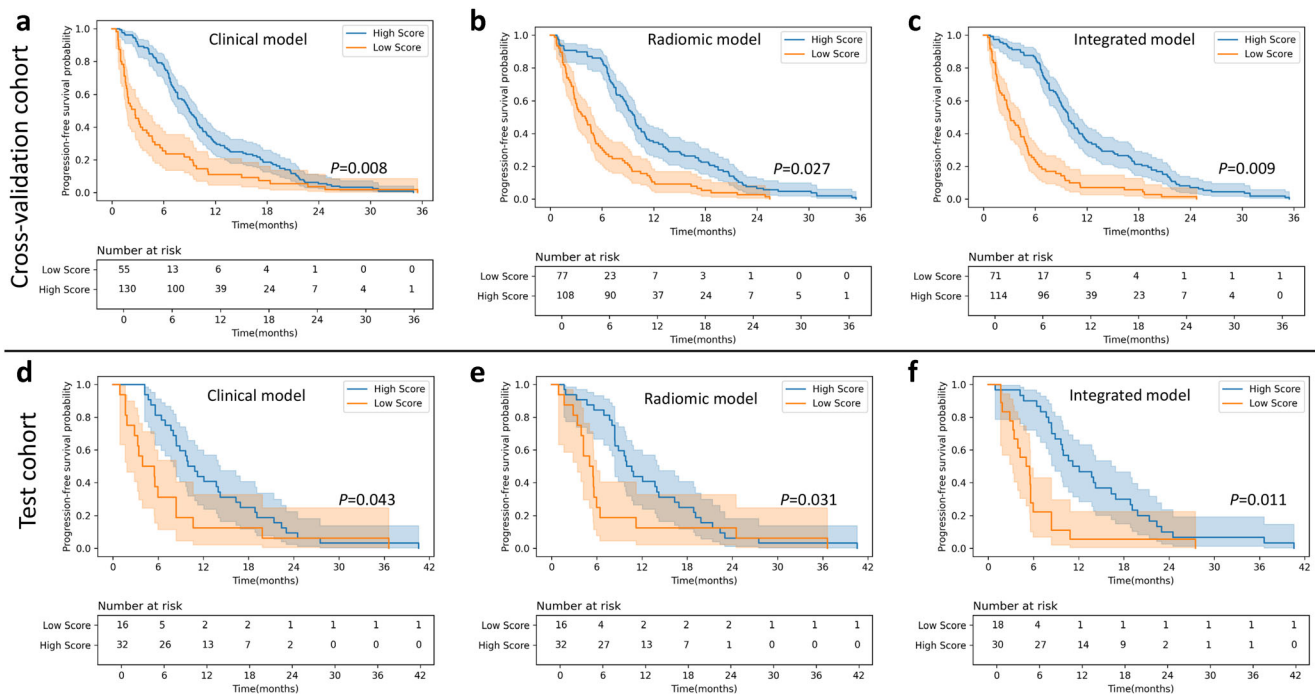 Cross-validation cohort
a
Clinical model
High Score
Low Score
P=0.008
Progression-free survival probability
1.0
0.8
0.6
0.4
0.2
0.0
0 6 12 18 24 30 36
Time(months)
Number at risk
Low Score 55 13 6 4 1 0 0
High Score 130 100 39 24 7 4 1
0 6 12 18 24 30 36
Time(months)
b
Radiomic model
High Score
Low Score
P=0.027
Progression-free survival probability
1.0
0.8
0.6
0.4
0.2
0.0
0 6 12 18 24 30 36
Time(months)
Number at risk
Low Score 77 23 7 3 1 0 0
High Score 108 90 37 24 7 5 1
0 6 12 18 24 30 36
Time(months)
c
Integrated model
High Score
Low Score
P=0.009
Progression-free survival probability
1.0
0.8
0.6
0.4
0.2
0.0
0 6 12 18 24 30 36
Time(months)
Number at risk
Low Score 71 17 5 4 1 1 1
High Score 114 96 39 23 7 4 0
0 6 12 18 24 30 36
Time(months)
Test cohort
d
Clinical model
High Score
Low Score
P=0.043
Progression-free survival probability
1.0
0.8
0.6
0.4
0.2
0.0
0 6 12 18 24 30 36 42
Time(months)
Number at risk
Low Score 16 5 2 2 1 1 1 1
High Score 32 26 13 7 2 0 0 0
0 6 12 18 24 30 36 42
Time(months)
e
Radiomic model
High Score
Low Score
P=0.031
Progression-free survival probability
1.0
0.8
0.6
0.4
0.2
0.0
0 6 12 18 24 30 36 42
Time(months)
Number at risk
Low Score 16 4 2 2 2 1 1 1
High Score 32 27 13 7 1 0 0 0
0 6 12 18 24 30 36 42
Time(months)
f
Integrated model
High Score
Low Score
P=0.011
Progression-free survival probability
1.0
0.8
0.6
0.4
0.2
0.0
0 6 12 18 24 30 36 42
Time(months)
Number at risk
Low Score 18 4 1 1 1 1 1 1
High Score 30 27 14 9 2 1 1 0
0 6 12 18 24 30 36 42
Time(months)